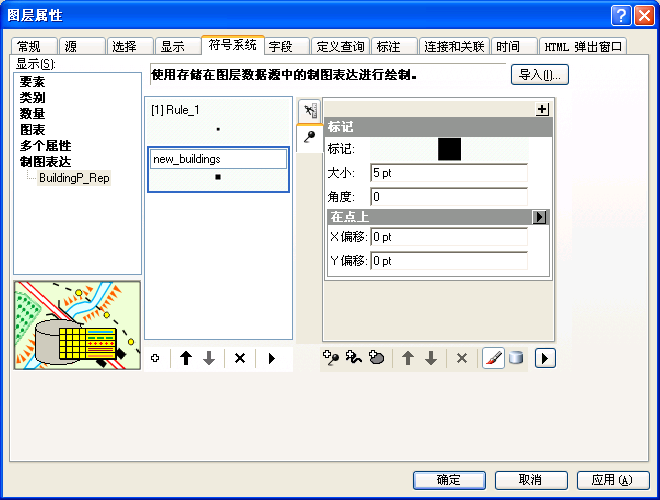 图层属性
常规 源 选择 显示 符号系统 字段 定义查询 标注 连接和关联 时间 HTML 弹出窗口
显示(S):
要素
类别
数量
图表
多个属性
制图表达
BuildingP_Rep
使用存储在图层数据源中的制图表达进行绘制。
导入(I)...
[1] Rule_1
new_buildings
标记
标记:
大小: 5 pt
角度: 0
在点上
X 偏移: 0 pt
Y 偏移: 0 pt
确定 取消 应用 (A)